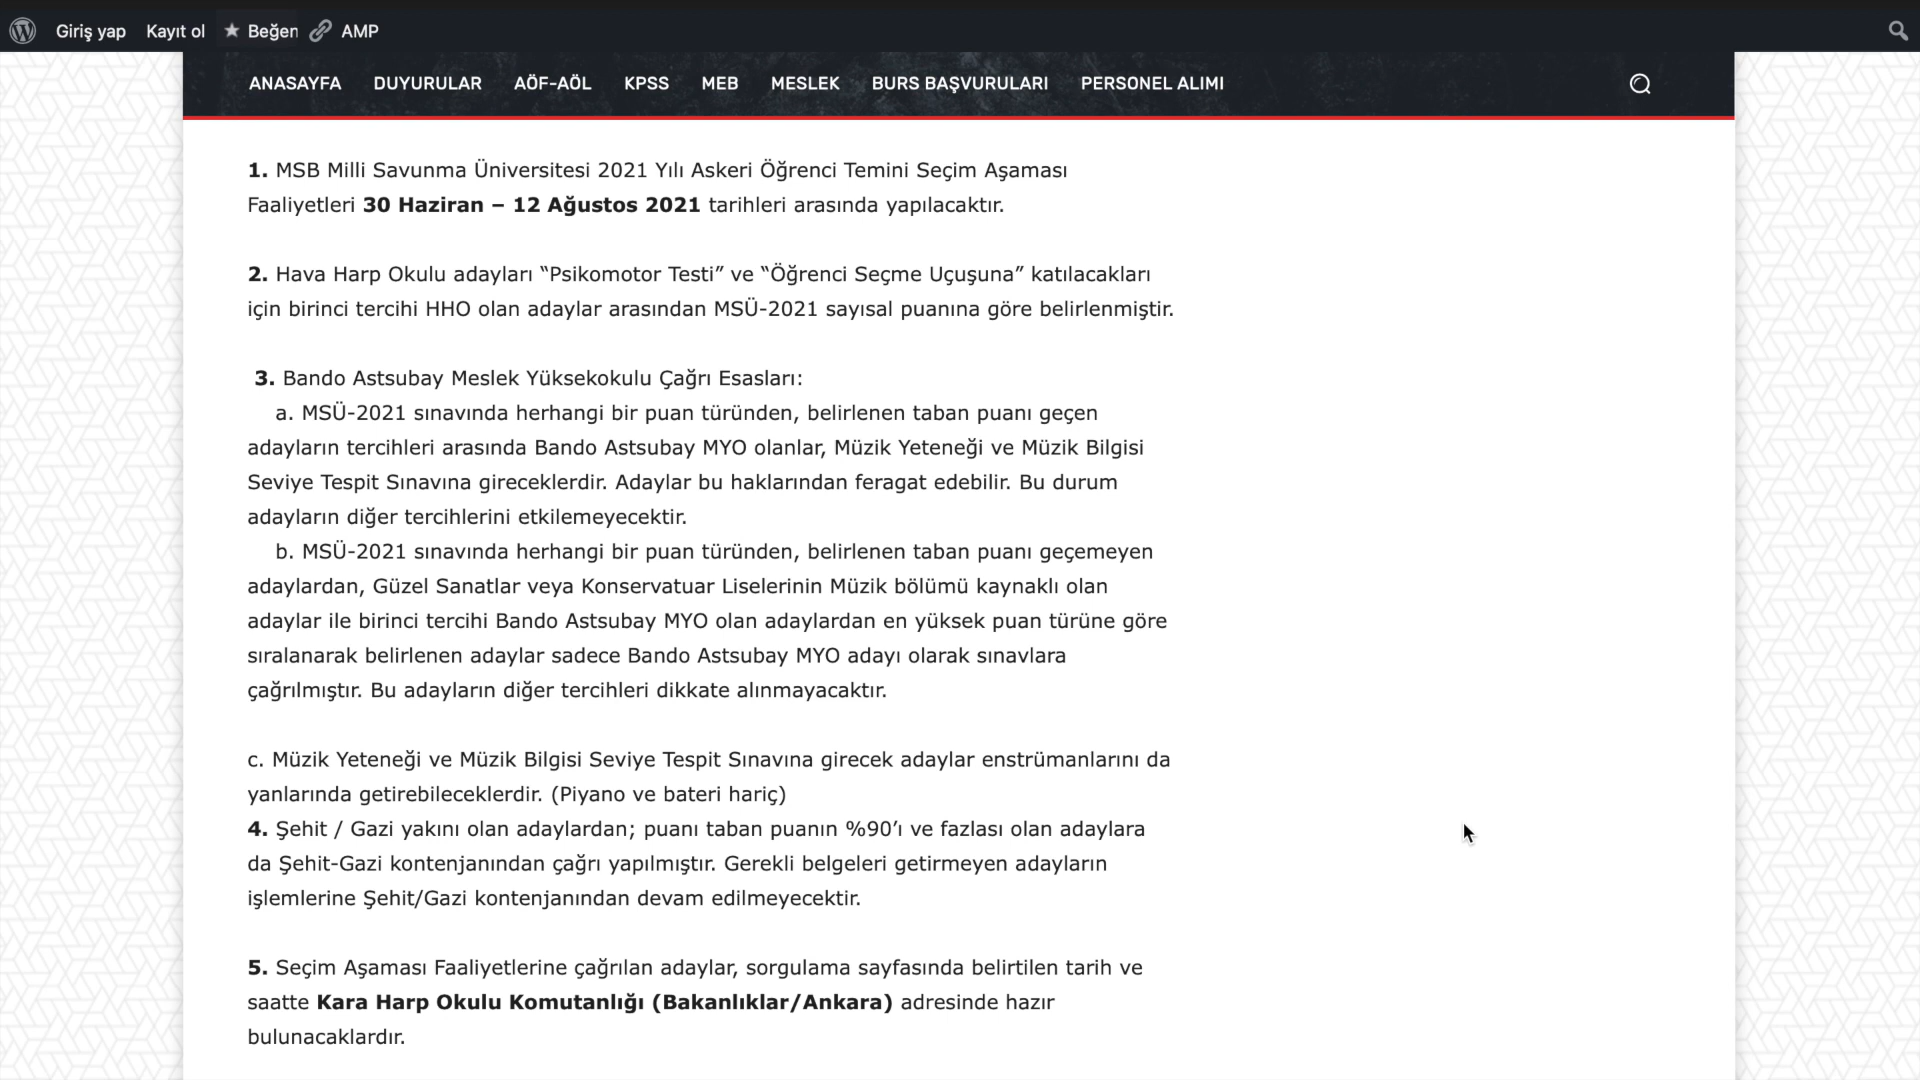 Giriş yap Kayıt ol Beğen AMP
ANASAYFA DUYURULAR AÖF-AÖL KPSS MEB MESLEK BURS BAŞVURULARI PERSONEL ALIMI
1. MSB Milli Savunma Üniversitesi 2021 Yılı Askeri Öğrenci Temini Seçim Aşaması
Faaliyetleri 30 Haziran – 12 Ağustos 2021 tarihleri arasında yapılacaktır.
2. Hava Harp Okulu adayları “Psikomotor Testi” ve “Öğrenci Seçme Uçuşuna” katılacakları
için birinci tercihi HHO olan adaylar arasından MSÜ-2021 sayısal puanına göre belirlenmiştir.
3. Bando Astsubay Meslek Yüksekokulu Çağrı Esasları:
a. MSÜ-2021 sınavında herhangi bir puan türünden, belirlenen taban puanı geçen
adayların tercihleri arasında Bando Astsubay MYO olanlar, Müzik Yeteneği ve Müzik Bilgisi
Seviye Tespit Sınavına gireceklerdir. Adaylar bu haklarından feragat edebilir. Bu durum
adayların diğer tercihlerini etkilemeyecektir.
b. MSÜ-2021 sınavında herhangi bir puan türünden, belirlenen taban puanı geçemeyen
adaylardan, Güzel Sanatlar veya Konservatuar Liselerinin Müzik bölümü kaynaklı olan
adaylar ile birinci tercihi Bando Astsubay MYO olan adaylardan en yüksek puan türüne göre
sıralanarak belirlenen adaylar sadece Bando Astsubay MYO adayı olarak sınavlara
çağrılmıştır. Bu adayların diğer tercihleri dikkate alınmayacaktır.
c. Müzik Yeteneği ve Müzik Bilgisi Seviye Tespit Sınavına girecek adaylar enstrümanlarını da
yanlarında getirebileceklerdir. (Piyano ve bateri hariç)
4. Şehit / Gazi yakını olan adaylardan; puanı taban puanın %90’ı ve fazlası olan adaylara
da Şehit-Gazi kontenjanından çağrı yapılmıştır. Gerekli belgeleri getirmeyen adayların
işlemlerine Şehit/Gazi kontenjanından devam edilmeyecektir.
5. Seçim Aşaması Faaliyetlerine çağrılan adaylar, sorgulama sayfasında belirtilen tarih ve
saatte Kara Harp Okulu Komutanlığı (Bakanlıklar/Ankara) adresinde hazır
bulunacaklardır.